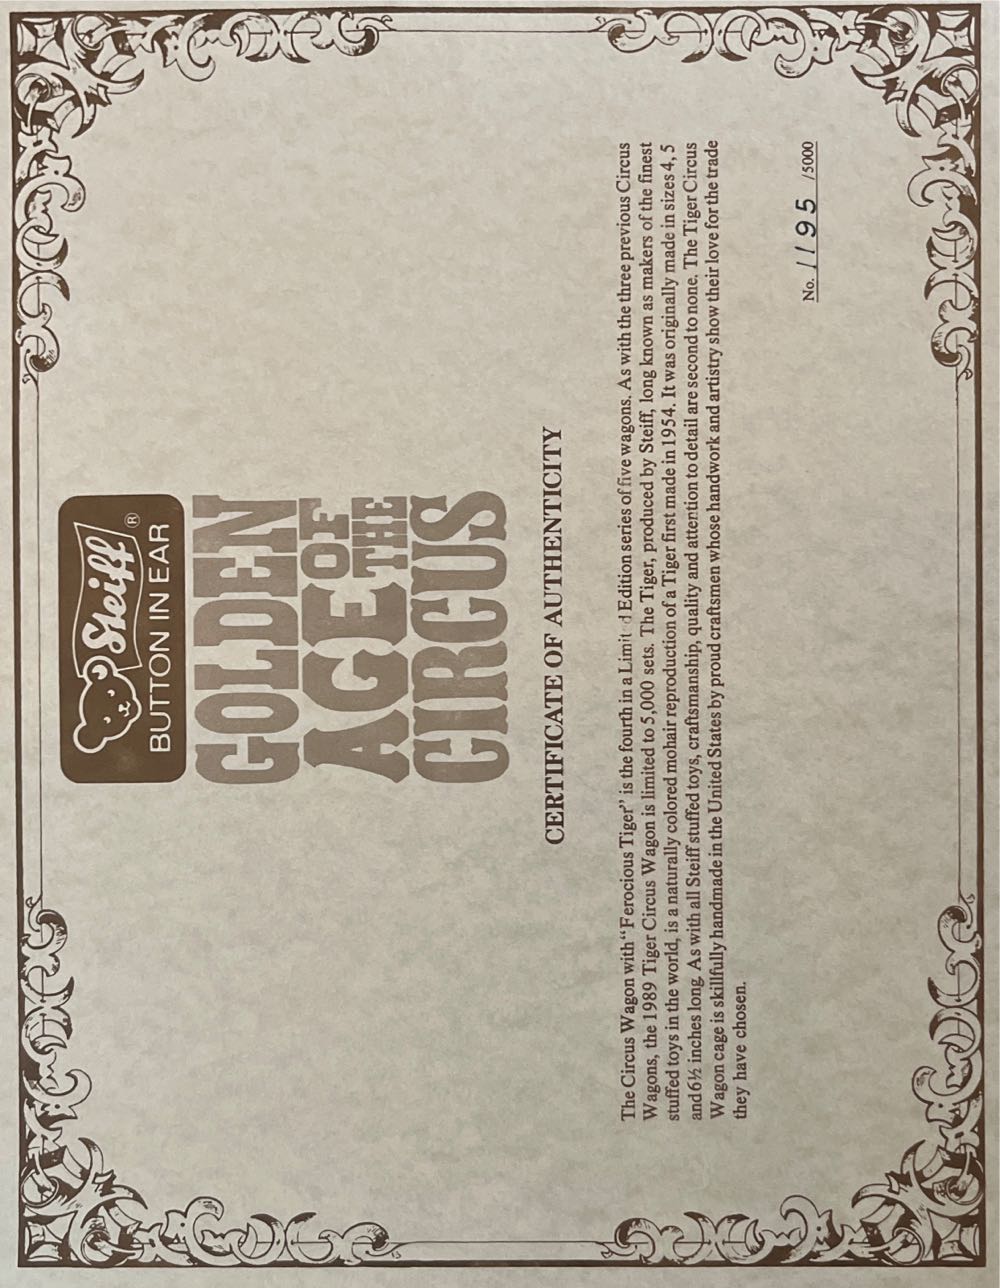 Steiff ®
BUTTON IN EAR
GOLDEN
AGE OF
THE
CIRCUS
CERTIFICATE OF AUTHENTICITY
The Circus Wagon with "Ferocious Tiger" is the fourth in a Limit d Edition series of five wagons. As with the three previous Circus
Wagons, the 1989 Tiger Circus Wagon is limited to 5,000 sets. The Tiger, produced by Steiff, long known as makers of the finest
stuffed toys in the world, is a naturally colored mohair reproduction of a Tiger first made in 1954. It was originally made in sizes 4, 5
and 6½ inches long. As with all Steiff stuffed toys, craftsmanship, quality and attention to detail are second to none. The Tiger Circus
Wagon cage is skillfully handmade in the United States by proud craftsmen whose handwork and artistry show their love for the trade
they have chosen.
No. 1195 /5000